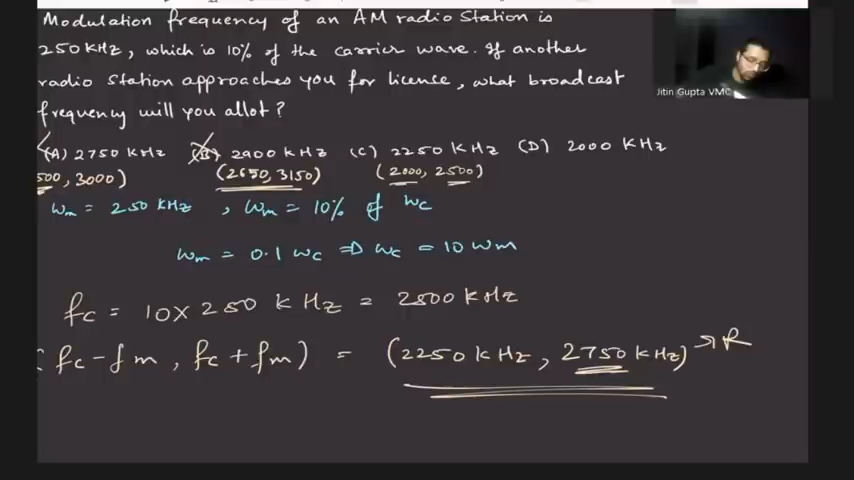 Modulation frequency of an AM radio Station is
250 KHz, which is 10% of the carrier wave. If another
radio Station approaches you for license, what broadcast
frequency will you allot?
Jitin Gupta VMC
(A) 2750 KHz (B) 2900 KHz (C) 2250 KHz (D) 2000 KHz
500, 3000) (2650, 3150) (2000, 2500)
ωm = 250 KHz , ωm = 10% of ωc
ωm = 0.1 ωc ⇒ ωc = 10 ωm
fc = 10 × 250 KHz = 2500 KHz
(fc - fm , fc + fm) = (2250 KHz, 2750 KHz) → R